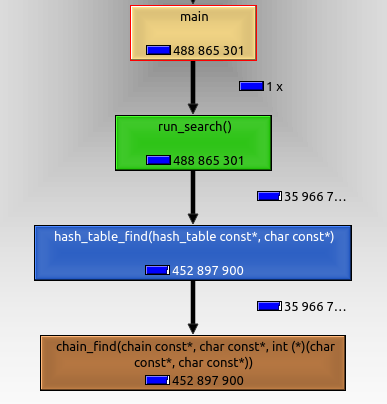 main
488 865 301
1 x
run_search()
488 865 301
35 966 7...
hash_table_find(hash_table const*, char const*)
452 897 900
35 966 7...
chain_find(chain const*, char const*, int (*)(char
const*, char const*))
452 897 900